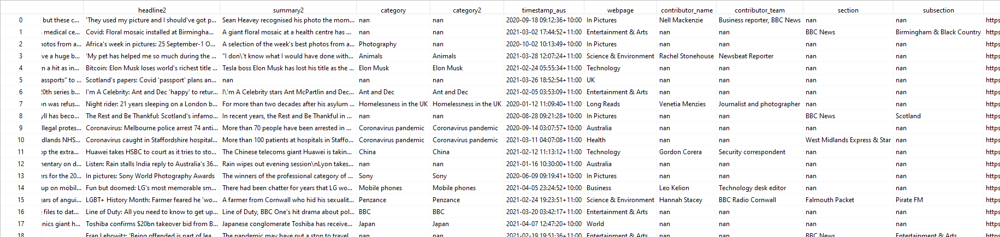 headline2 summary2 category category2 timestamp_aus webpage contributor_name contributor_team section subsection
0 but these c... 'They used my picture and I should've got p... Sean Heavey recognised his photo the mom... nan nan 2020-09-18 09:12:36+10:00 In Pictures Nell Mackenzie Business reporter, BBC News nan nan https
1 medical ce... Covid: Floral mosaic installed at Birmingha... A giant floral mosaic at a health centre has ... nan nan 2021-03-02 17:44:52+11:00 Entertainment & Arts nan nan BBC News Birmingham & Black Country https
2 notos from a... Africa's week in pictures: 25 September-1 O... A selection of the week's best photos from a... Photography nan 2020-10-02 10:13:49+10:00 In Pictures nan nan nan nan https
3 ve a huge b... 'My pet has helped me so much during the ... "I don\'t know what I would have done with... Animals Animals 2021-03-28 12:07:24+11:00 Science & Environment Rachel Stonehouse Newsbeat Reporter nan nan https
4 n a hit as in... Bitcoin: Elon Musk loses world's richest title ... Tesla boss Elon Musk has lost his title as the ... Elon Musk Elon Musk 2021-02-24 05:55:34+11:00 Technology nan nan nan nan https
5 assports" to ... Scotland's papers: Covid 'passport' plans an... nan nan nan 2021-03-26 18:52:54+11:00 UK nan nan nan nan https
6 20th series b... I'm A Celebrity: Ant and Dec 'happy' to retur... I\'m A Celebrity stars Ant McPartlin and Dec... Ant and Dec Ant and Dec 2021-02-05 03:53:09+11:00 Entertainment & Arts nan nan nan nan https
7 on was refus... Night rider: 21 years sleeping on a London b... For more than two decades after his asylum ... Homelessness in the UK Homelessness in the UK 2020-01-12 11:09:40+11:00 Long Reads Venetia Menzies Journalist and photographer nan nan https
8 yll has beco... The Rest and Be Thankful: Scotland's infamo... In recent years, the Rest and Be Thankful in ... nan nan 2020-08-28 09:21:28+10:00 In Pictures nan nan BBC News Scotland https
9 llegal protes... Coronavirus: Melbourne police arrest 74 anti... More than 70 people have been arrested in ... Coronavirus pandemic Coronavirus pandemic 2020-09-14 03:07:57+10:00 Australia nan nan nan nan https
10 dlands NHS... Coronavirus caught in Staffordshire hospital... More than 100 patients at hospitals in Staffo... Coronavirus pandemic Coronavirus pandemic 2021-03-11 04:07:08+11:00 Health nan nan West Midlands Express & Star nan https
11 op the extra... Huawei takes HSBC to court as it tries to sto... The Chinese telecoms giant Huawei is takin... China China 2021-02-12 11:13:12+11:00 Technology Gordon Corera Security correspondent nan nan https
12 nentary on d... Listen: Rain stalls India reply to Australia's 36... Rain wipes out evening session\nLyon takes... nan nan 2021-01-16 10:30:00+11:00 Australia nan nan nan nan https
13 ers for the 20... In pictures: Sony World Photography Awards The winners of the professional category of ... Sony Sony 2020-06-09 09:19:41+10:00 In Pictures nan nan nan nan https
14 up on mobil... Fun but doomed: LG's most memorable sm... There had been chatter for years that LG wo... Mobile phones Mobile phones 2021-04-05 23:24:52+10:00 Business Leo Kelion Technology desk editor nan nan https
15 ears of angui... LGBT+ History Month: Farmer feared he 'wo... A farmer from Cornwall who hid his sexualit... Penzance Penzance 2021-02-24 19:23:51+11:00 Science & Environment Hannah Stacey BBC Radio Cornwall Falmouth Packet Pirate FM https
16 files to dat... Line of Duty: All you need to know to get up... Line of Duty, BBC One's hit drama about pol... BBC BBC 2021-03-20 03:42:17+11:00 Entertainment & Arts nan nan nan nan https
17 nics giant h... Toshiba confirms $20bn takeover bid from B... Japanese conglomerate Toshiba has receive... Japan Japan 2021-04-07 12:47:20+10:00 World nan nan nan nan https
18 Fran Lebowitz: 'Being offended is part of lea... The pandemic may have put a stop to travel... nan nan 2021-02-19 19:51:36+11:00 Entertainment & Arts nan nan BBC News Entertainment & Arts https